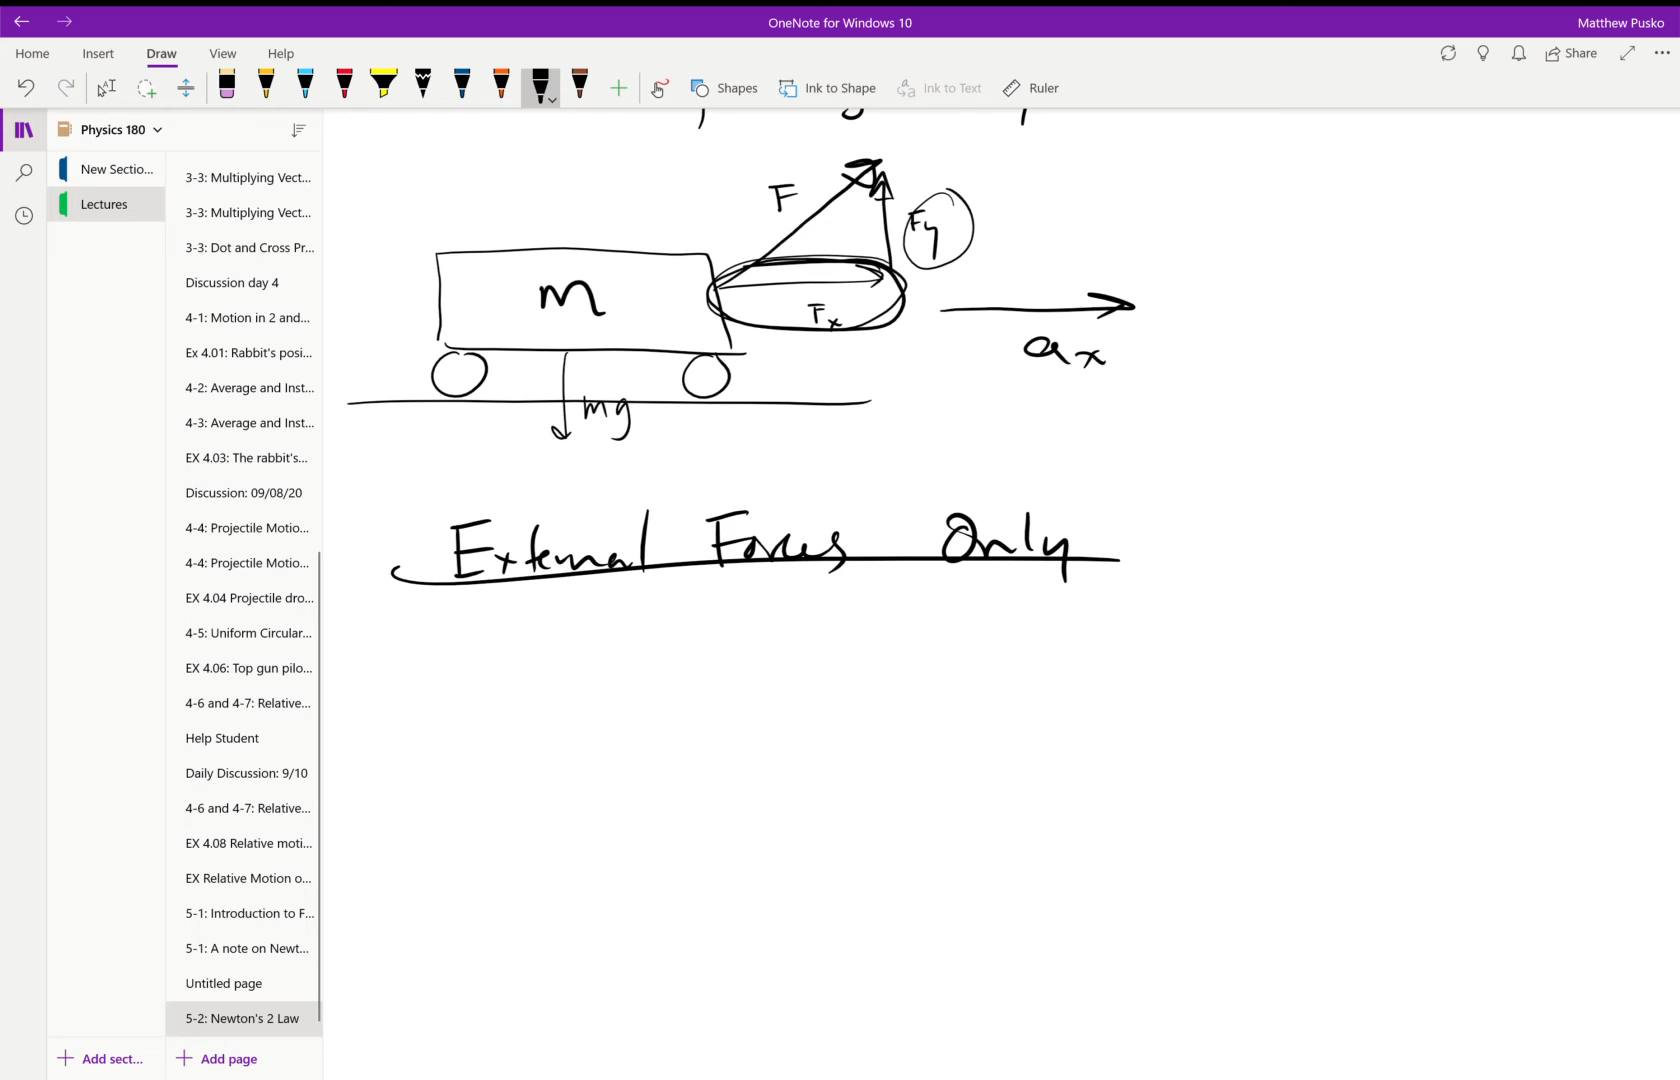 OneNote for Windows 10
Matthew Pusko
Home Insert Draw View Help
Share
Shapes Ink to Shape Ink to Text Ruler
Physics 180
New Sectio...
Lectures
3-3: Multiplying Vect...
3-3: Multiplying Vect...
3-3: Dot and Cross Pr...
Discussion day 4
4-1: Motion in 2 and...
Ex 4.01: Rabbit's posi...
4-2: Average and Inst...
4-3: Average and Inst...
EX 4.03: The rabbit's...
Discussion: 09/08/20
4-4: Projectile Motio...
4-4: Projectile Motio...
EX 4.04 Projectile dro...
4-5: Uniform Circular...
EX 4.06: Top gun pilo...
4-6 and 4-7: Relative...
Help Student
Daily Discussion: 9/10
4-6 and 4-7: Relative...
EX 4.08 Relative moti...
EX Relative Motion o...
5-1: Introduction to F...
5-1: A note on Newt...
Untitled page
5-2: Newton's 2 Law
Add sect...
Add page
F
Fy
m
Fx
ax
mg
External Forces Only